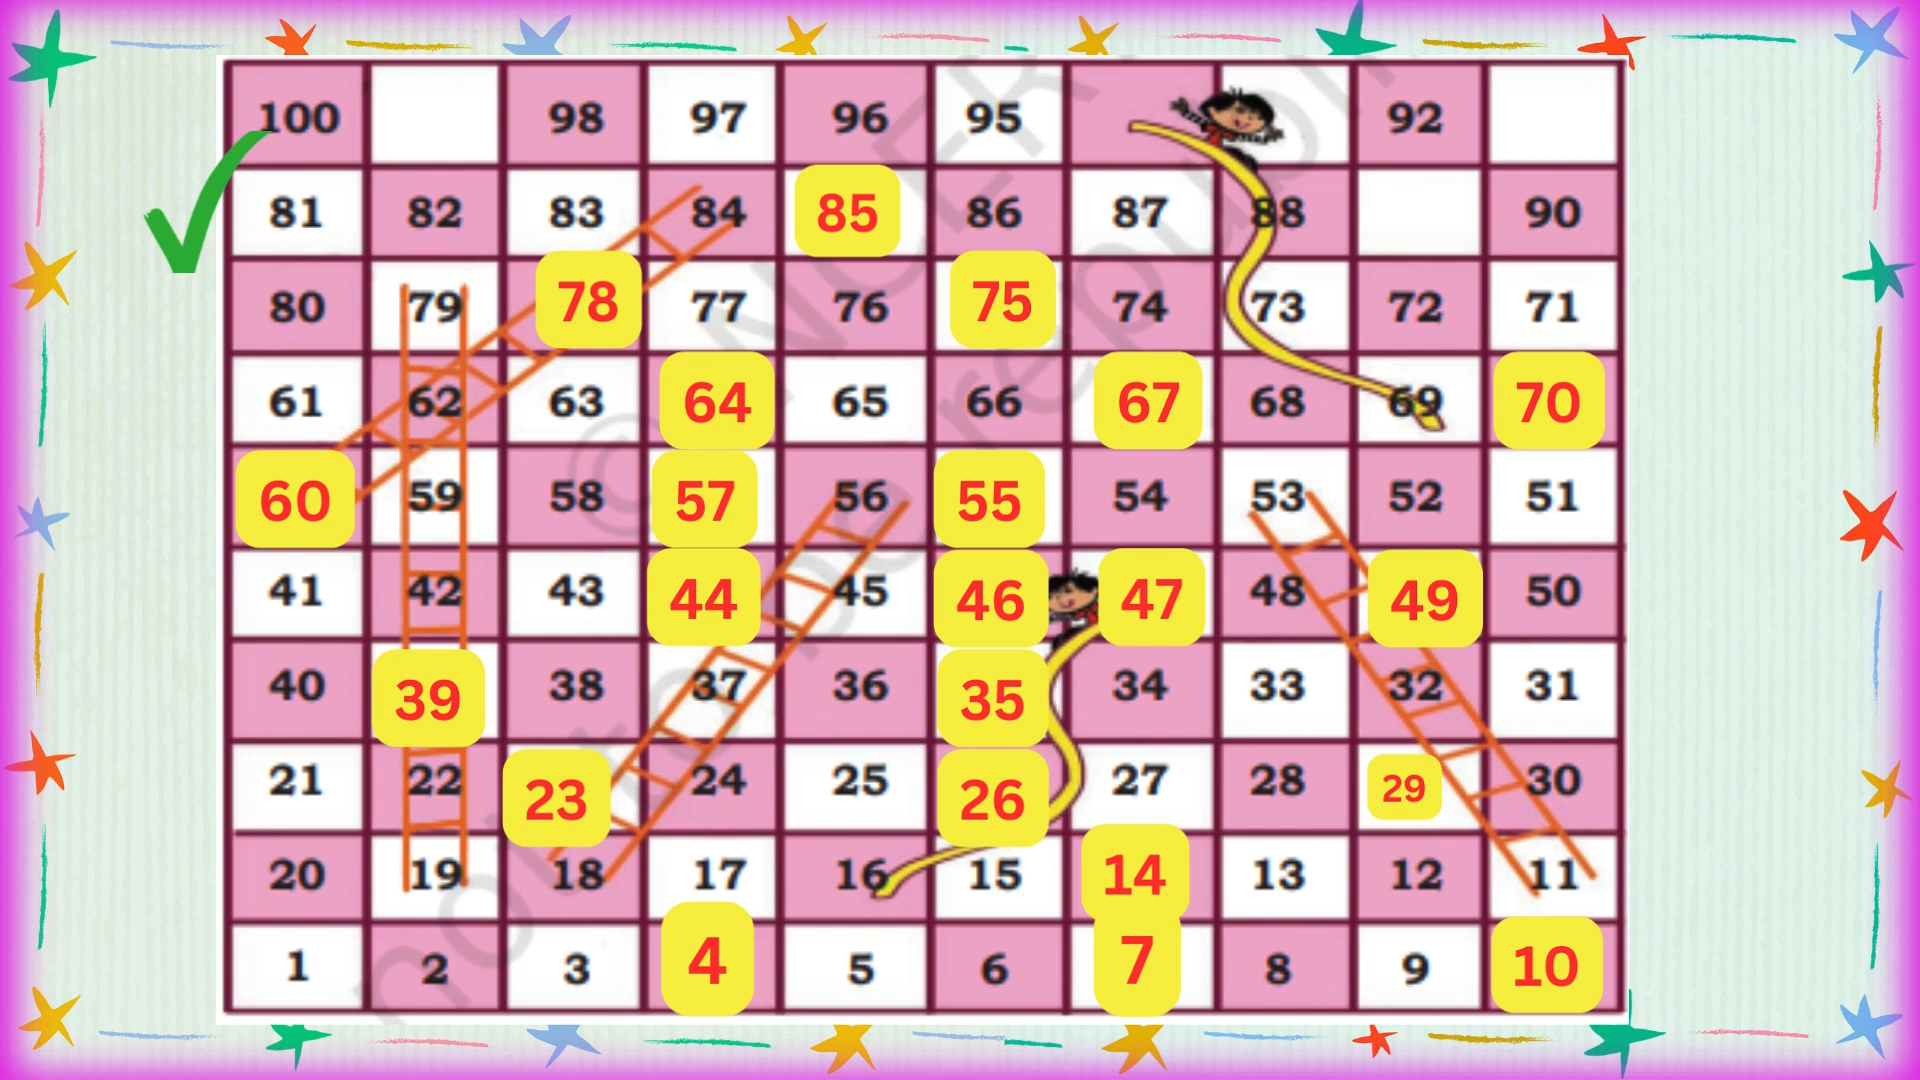 100 98 97 96 95 92
81 82 83 84 85 86 87 88 90
80 79 78 77 76 75 74 73 72 71
61 62 63 64 65 66 67 68 69 70
60 59 58 57 56 55 54 53 52 51
41 42 43 44 45 46 47 48 49 50
40 39 38 37 36 35 34 33 32 31
21 22 23 24 25 26 27 28 29 30
20 19 18 17 16 15 14 13 12 11
1 2 3 4 5 6 7 8 9 10
© NCERT
not to be republi